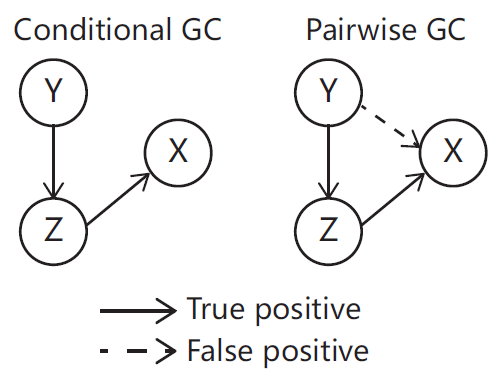 Conditional GC
Pairwise GC
Y
X
Z
Y
X
Z
True positive
False positive